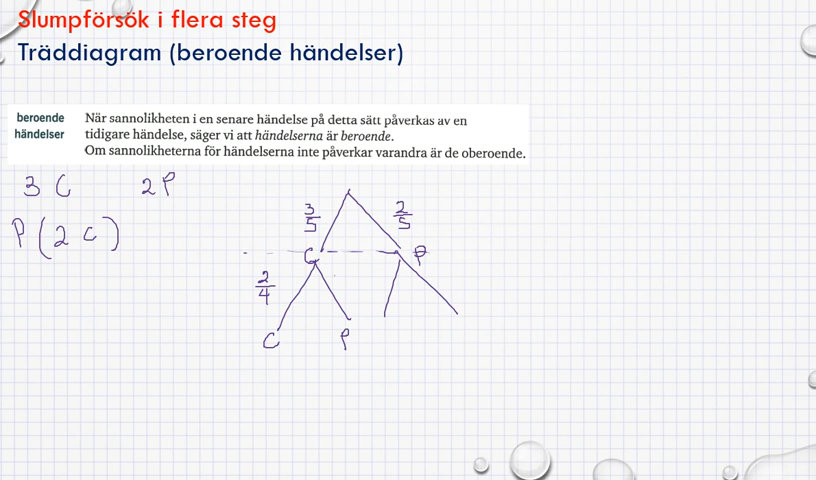 Slumpförsök i flera steg
Träddiagram (beroende händelser)
beroende händelser
När sannolikheten i en senare händelse på detta sätt påverkas av en
tidigare händelse, säger vi att händelserna är beroende.
Om sannolikheterna för händelserna inte påverkar varandra är de oberoende.
3 C 2 P
P(2 C)
3/5 2/5
C P
2/4
C P